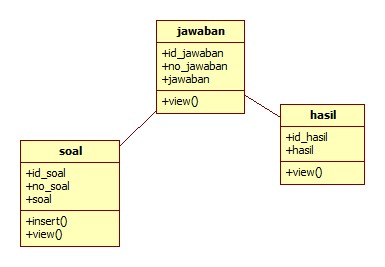 jawaban
+id_jawaban
+no_jawaban
+jawaban
+view()
hasil
+id_hasil
+hasil
+view()
soal
+id_soal
+no_soal
+soal
+insert()
+view()